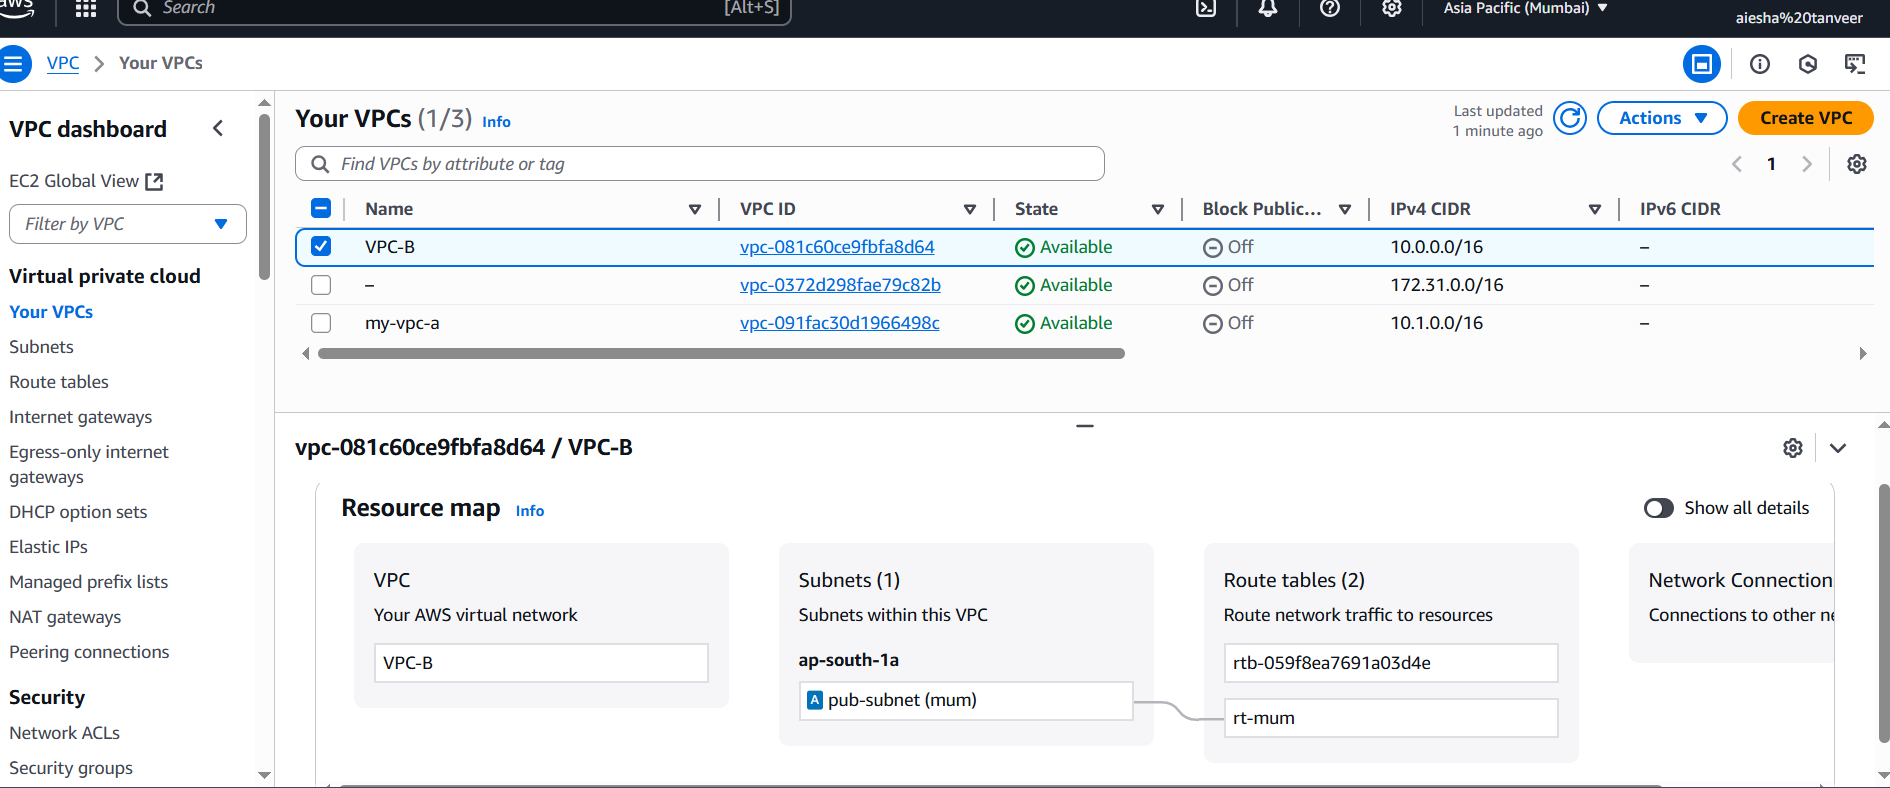 aws
Search
[Alt+S]
Asia Pacific (Mumbai)
aiesha%20tanveer
VPC
Your VPCs
VPC dashboard
EC2 Global View
Filter by VPC
Virtual private cloud
Your VPCs
Subnets
Route tables
Internet gateways
Egress-only internet
gateways
DHCP option sets
Elastic IPs
Managed prefix lists
NAT gateways
Peering connections
Security
Network ACLs
Security groups
Your VPCs (1/3) Info
Last updated
1 minute ago
Actions
Create VPC
Find VPCs by attribute or tag
1
Name VPC ID State Block Public... IPv4 CIDR IPv6 CIDR
VPC-B vpc-081c60ce9fbfa8d64 Available Off 10.0.0.0/16 –
– vpc-0372d298fae79c82b Available Off 172.31.0.0/16 –
my-vpc-a vpc-091fac30d1966498c Available Off 10.1.0.0/16 –
vpc-081c60ce9fbfa8d64 / VPC-B
Resource map Info
Show all details
VPC
Your AWS virtual network
VPC-B
Subnets (1)
Subnets within this VPC
ap-south-1a
A pub-subnet (mum)
Route tables (2)
Route network traffic to resources
rtb-059f8ea7691a03d4e
rt-mum
Network Connection
Connections to other ne